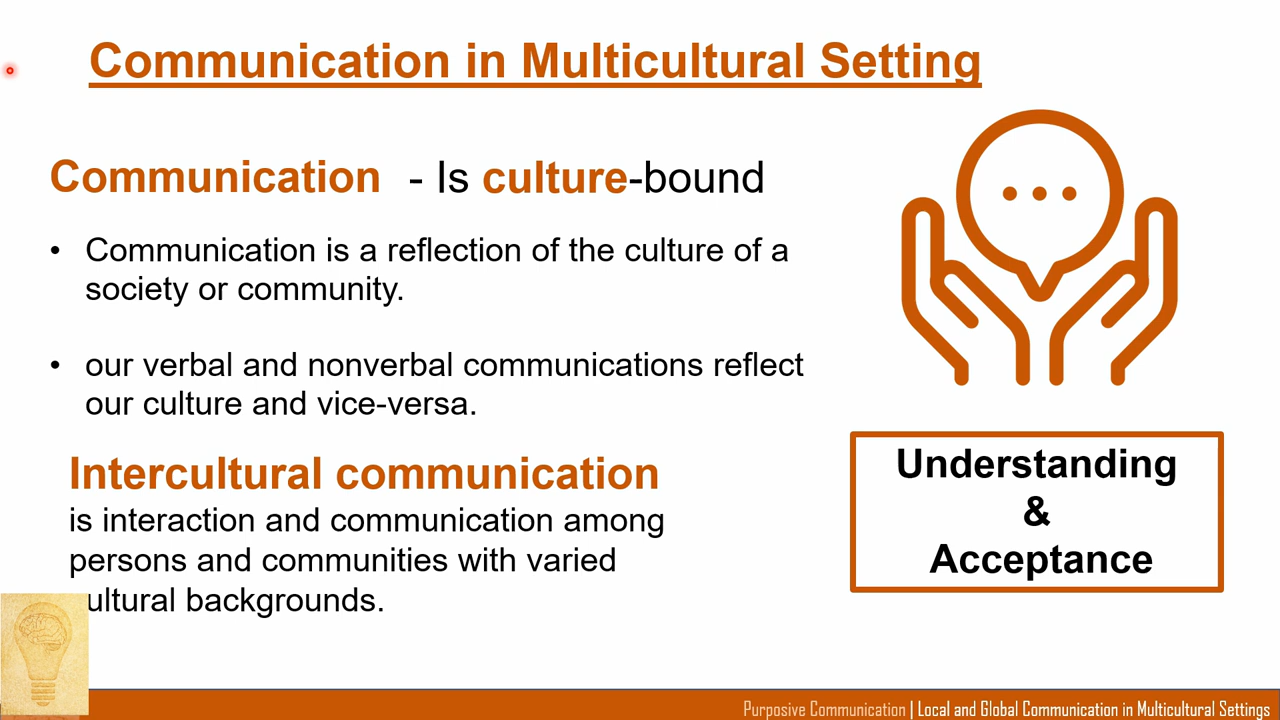 Communication in Multicultural Setting
Communication - Is culture-bound
• Communication is a reflection of the culture of a
society or community.
• our verbal and nonverbal communications reflect
our culture and vice-versa.
Intercultural communication
is interaction and communication among
persons and communities with varied
ultural backgrounds.
Understanding
&
Acceptance
Purposive Communication | Local and Global Communication in Multicultural Settings